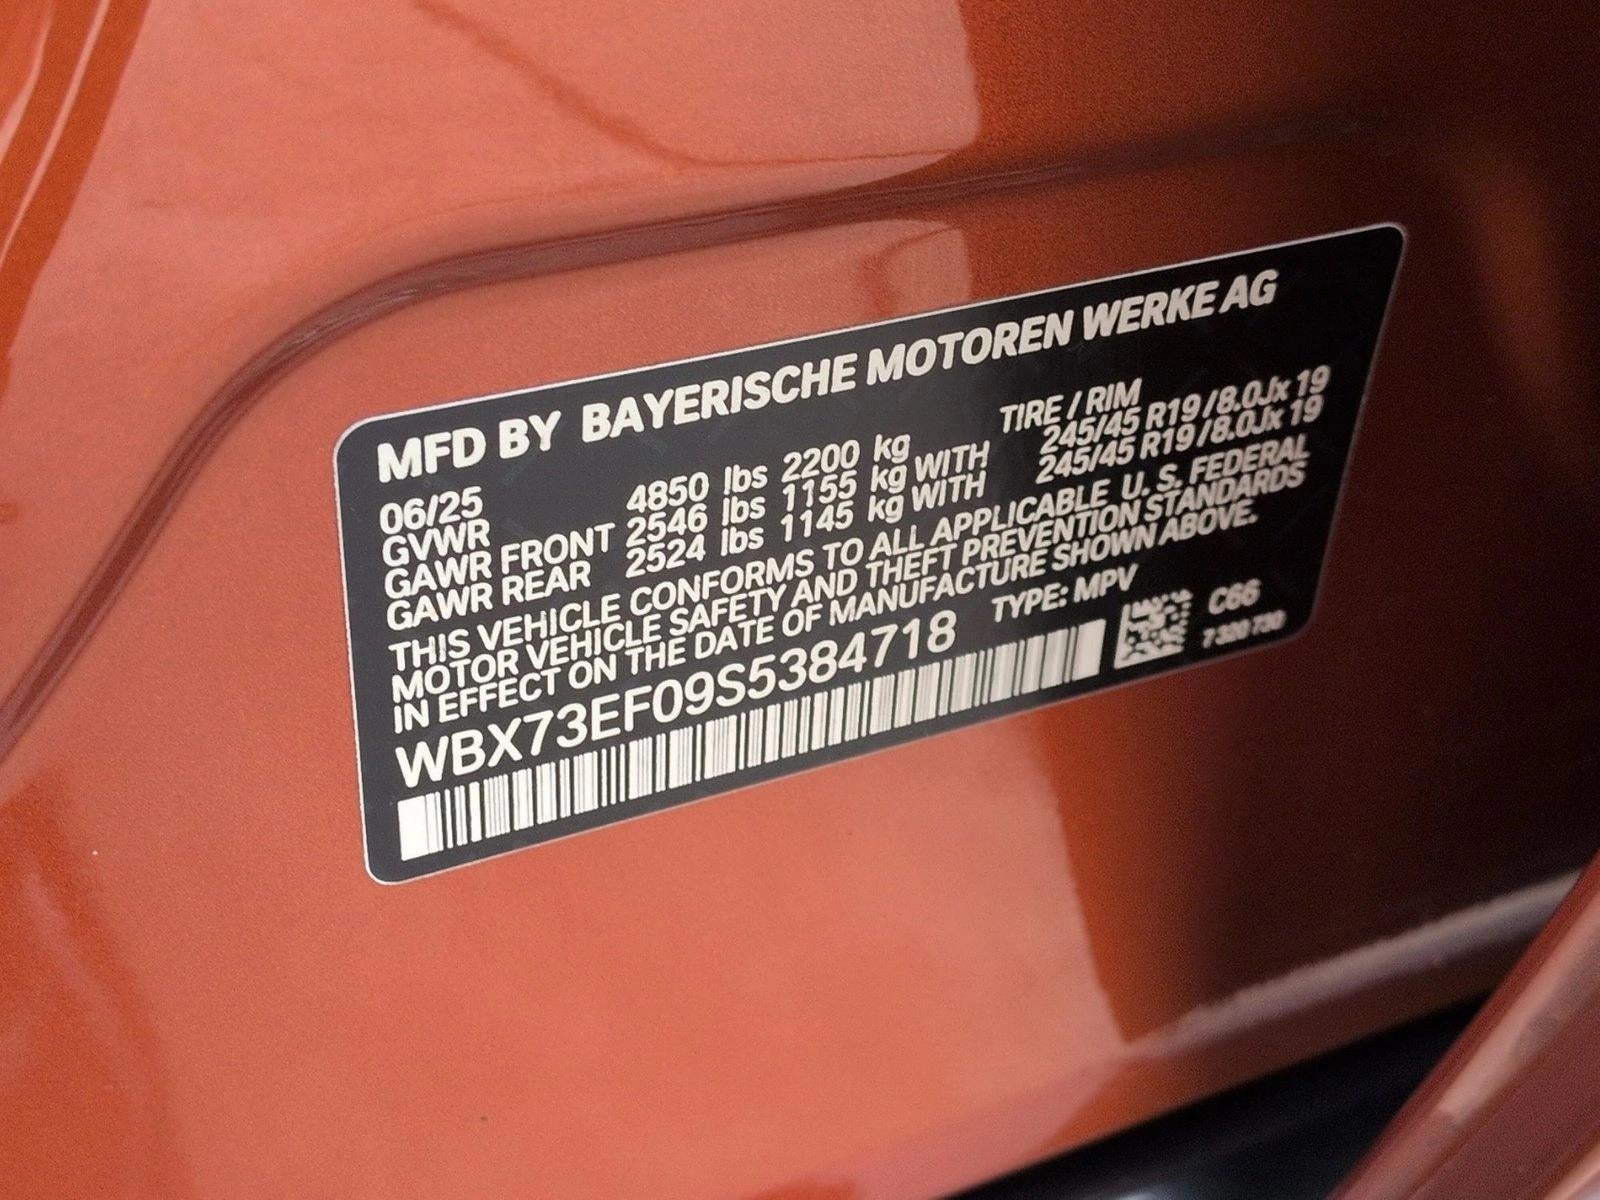 MFD BY BAYERISCHE MOTOREN WERKE AG
06/25
GVWR 4850 lbs 2200 kg TIRE / RIM
GAWR FRONT 2546 lbs 1155 kg WITH 245/45 R19 / 8.0Jx 19
GAWR REAR 2524 lbs 1145 kg WITH 245/45 R19 / 8.0Jx 19
THIS VEHICLE CONFORMS TO ALL APPLICABLE U. S. FEDERAL
MOTOR VEHICLE SAFETY AND THEFT PREVENTION STANDARDS
IN EFFECT ON THE DATE OF MANUFACTURE SHOWN ABOVE.
WBX73EF09S5384718 TYPE: MPV
C66
7 320 730